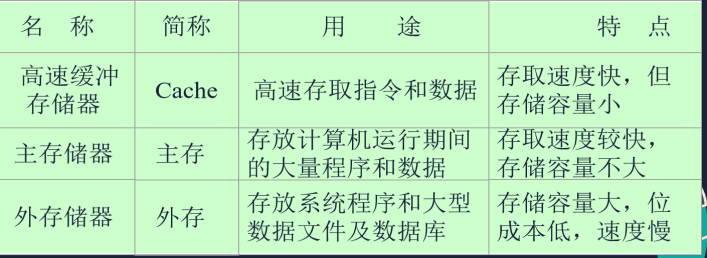 名 称 简称 用 途 特 点
高速缓冲
存储器
Cache
高速存取指令和数据
存取速度快，但
存储容量小
主存储器
主存
存放计算机运行期间
的大量程序和数据
存取速度较快，
存储容量不大
外存储器
外存
存放系统程序和大型
数据文件及数据库
存储容量大，位
成本低，速度慢